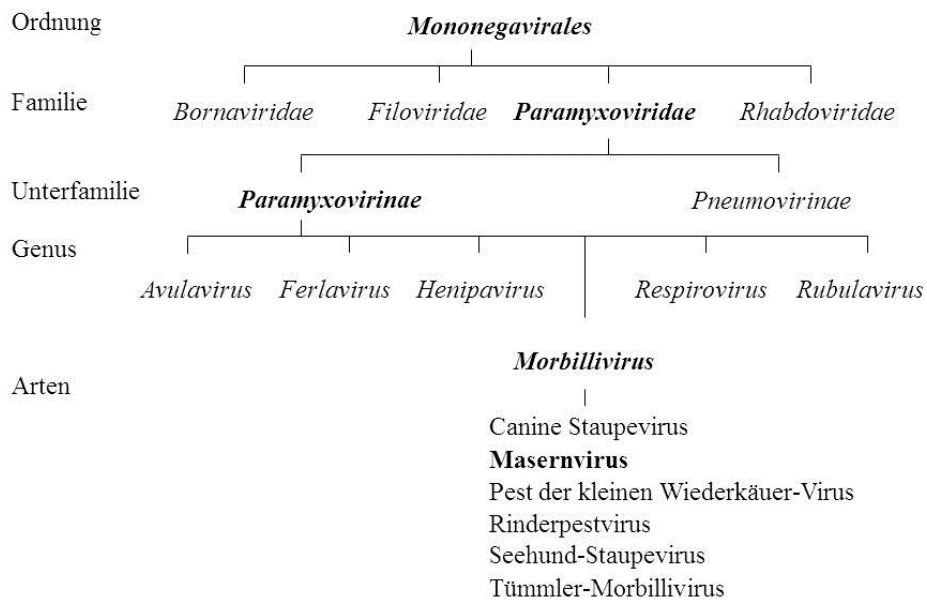 Ordnung
Mononegavirales
Familie
Bornaviridae Filoviridae Paramyxoviridae Rhabdoviridae
Unterfamilie
Paramyxovirinae Pneumovirinae
Genus
Avulavirus Ferlavirus Henipavirus Respirovirus Rubulavirus
Morbillivirus
Arten
Canine Staupevirus
Masernvirus
Pest der kleinen Wiederkäuer-Virus
Rinderpestvirus
Seehund-Staupevirus
Tümmler-Morbillivirus